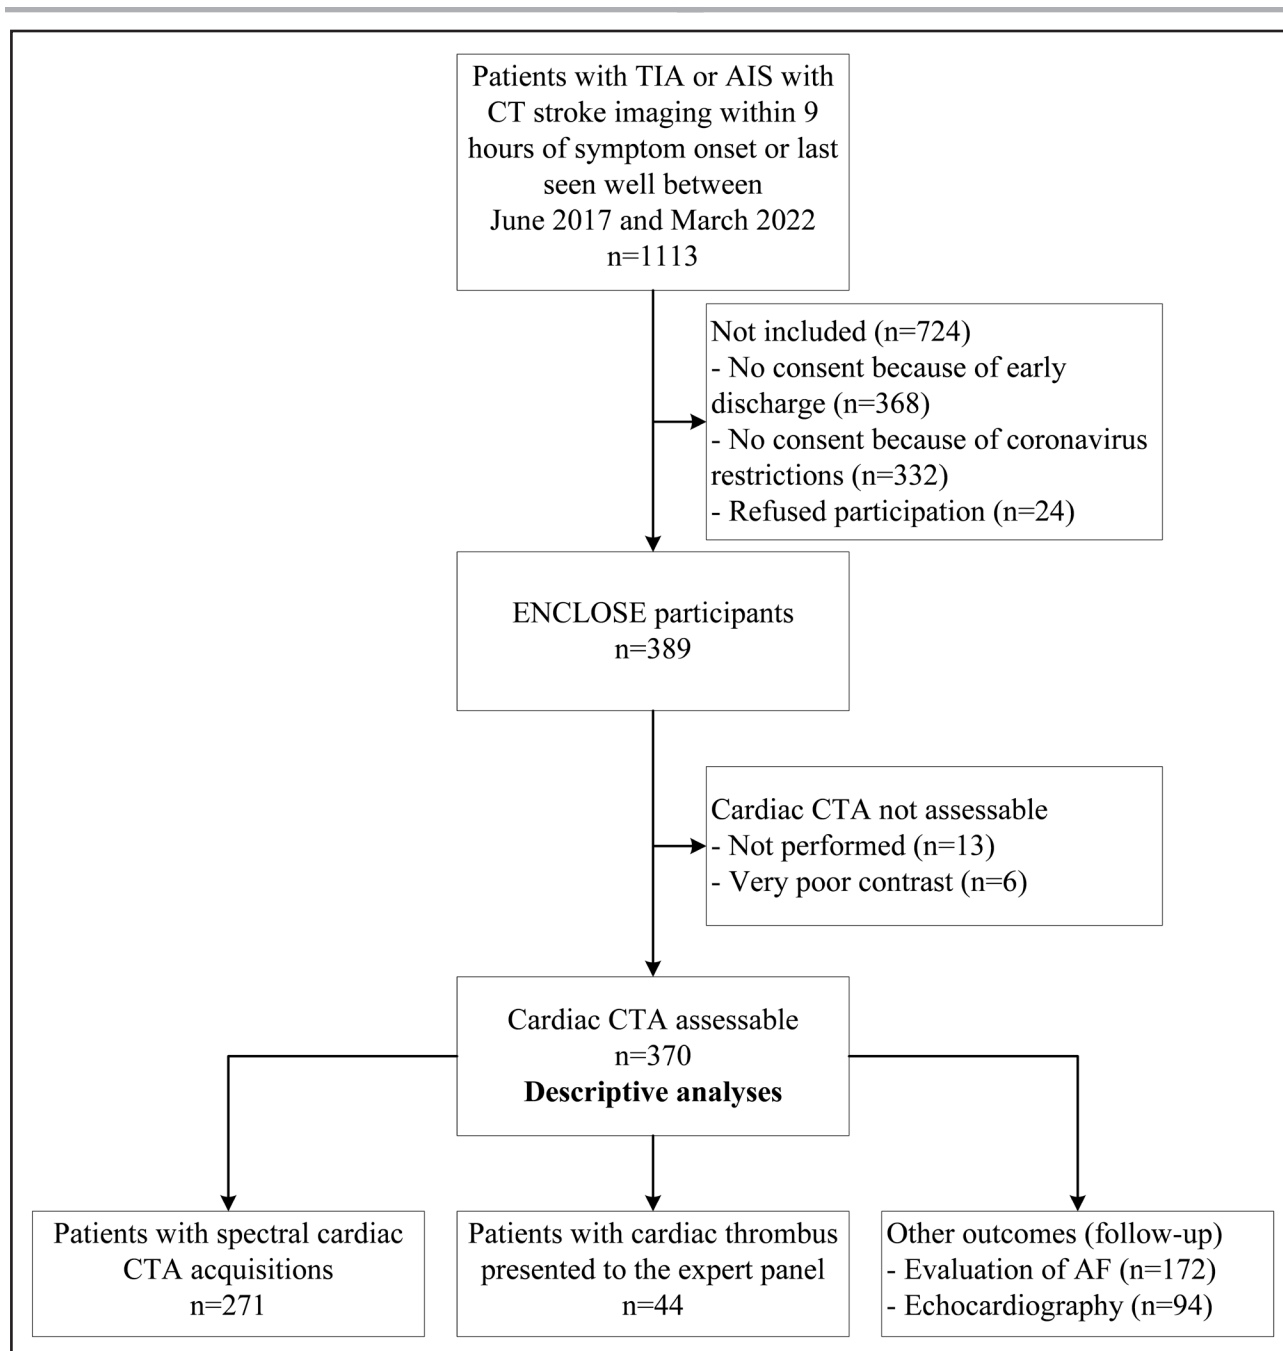 Patients with TIA or AIS with
CT stroke imaging within 9
hours of symptom onset or last
seen well between
June 2017 and March 2022
n=1113
Not included (n=724)
- No consent because of early
discharge (n=368)
- No consent because of coronavirus
restrictions (n=332)
- Refused participation (n=24)
ENCLOSE participants
n=389
Cardiac CTA not assessable
- Not performed (n=13)
- Very poor contrast (n=6)
Cardiac CTA assessable
n=370
Descriptive analyses
Patients with spectral cardiac
CTA acquisitions
n=271
Patients with cardiac thrombus
presented to the expert panel
n=44
Other outcomes (follow-up)
- Evaluation of AF (n=172)
- Echocardiography (n=94)